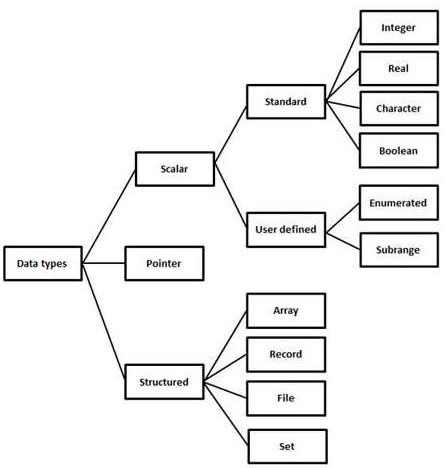 Data types
Scalar
Standard
Integer
Real
Character
Boolean
User defined
Enumerated
Subrange
Pointer
Structured
Array
Record
File
Set